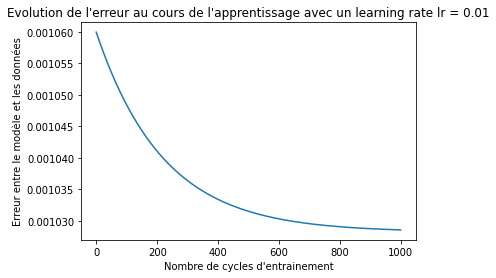 Evolution de l'erreur au cours de l'apprentissage avec un learning rate lr = 0.01
0.001060
0.001055
0.001050
0.001045
0.001040
0.001035
0.001030
Erreur entre le modèle et les données
0 200 400 600 800 1000
Nombre de cycles d'entrainement